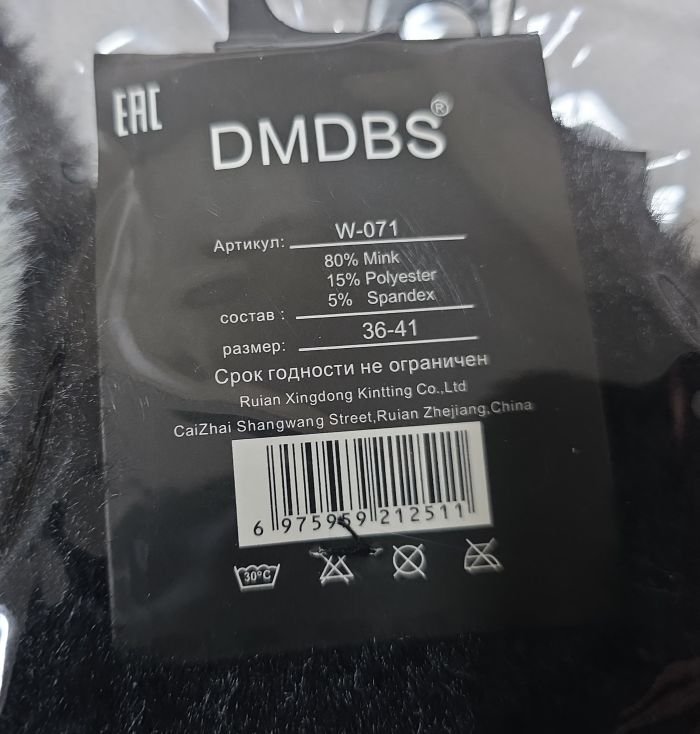 EAC
DMDBS®
Артикул: W-071
80% Mink
15% Polyester
5% Spandex
состав :
размер: 36-41
Срок годности не ограничен
Ruian Xingdong Kintting Co.,Ltd
CaiZhai Shangwang Street,Ruian Zhejiang,China
6 975959 212511
30°C